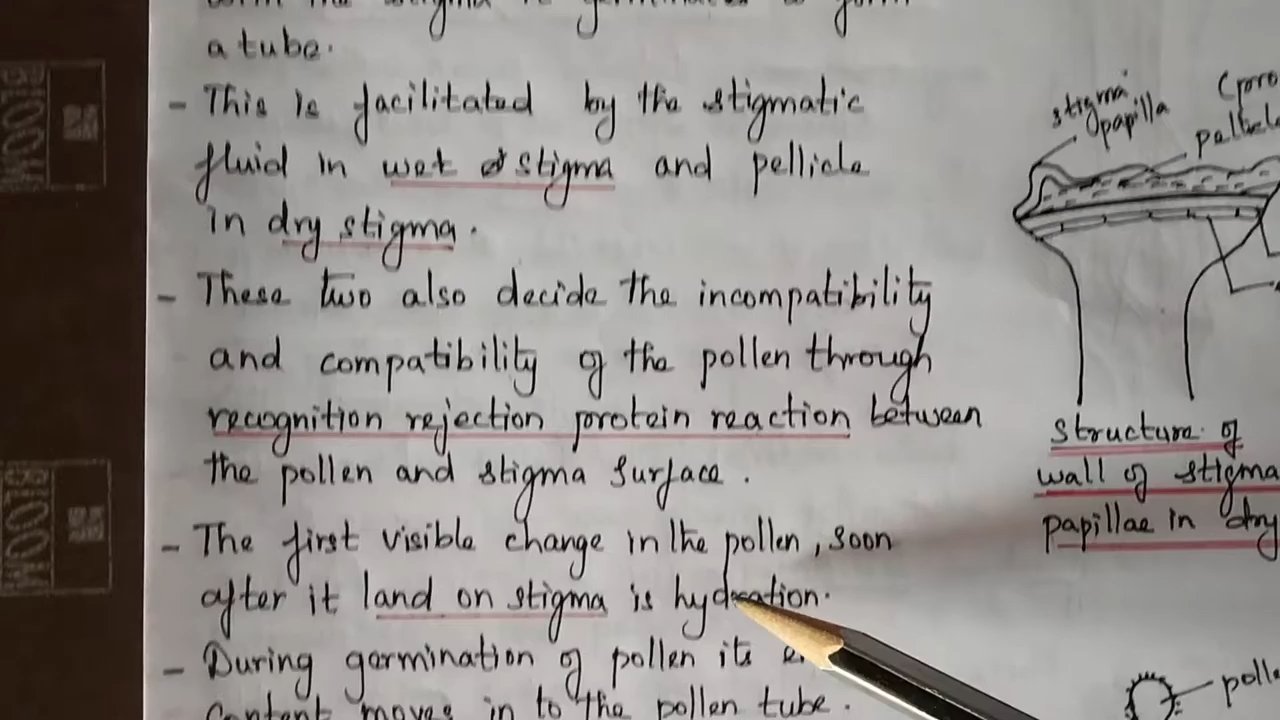 a tube.
- This is facilitated by the stigmatic
fluid in wet stigma and pellicle
in dry stigma.
- These two also decide the incompatibility
and compatibility of the pollen through
recognition rejection protein reaction between
the pollen and stigma surface.
- The first visible change in the pollen, soon
after it land on stigma is hydration.
- During germination of pollen its
content moves in to the pollen tube.
stigma
papilla
Structure of
wall of stigma
papillae in dry